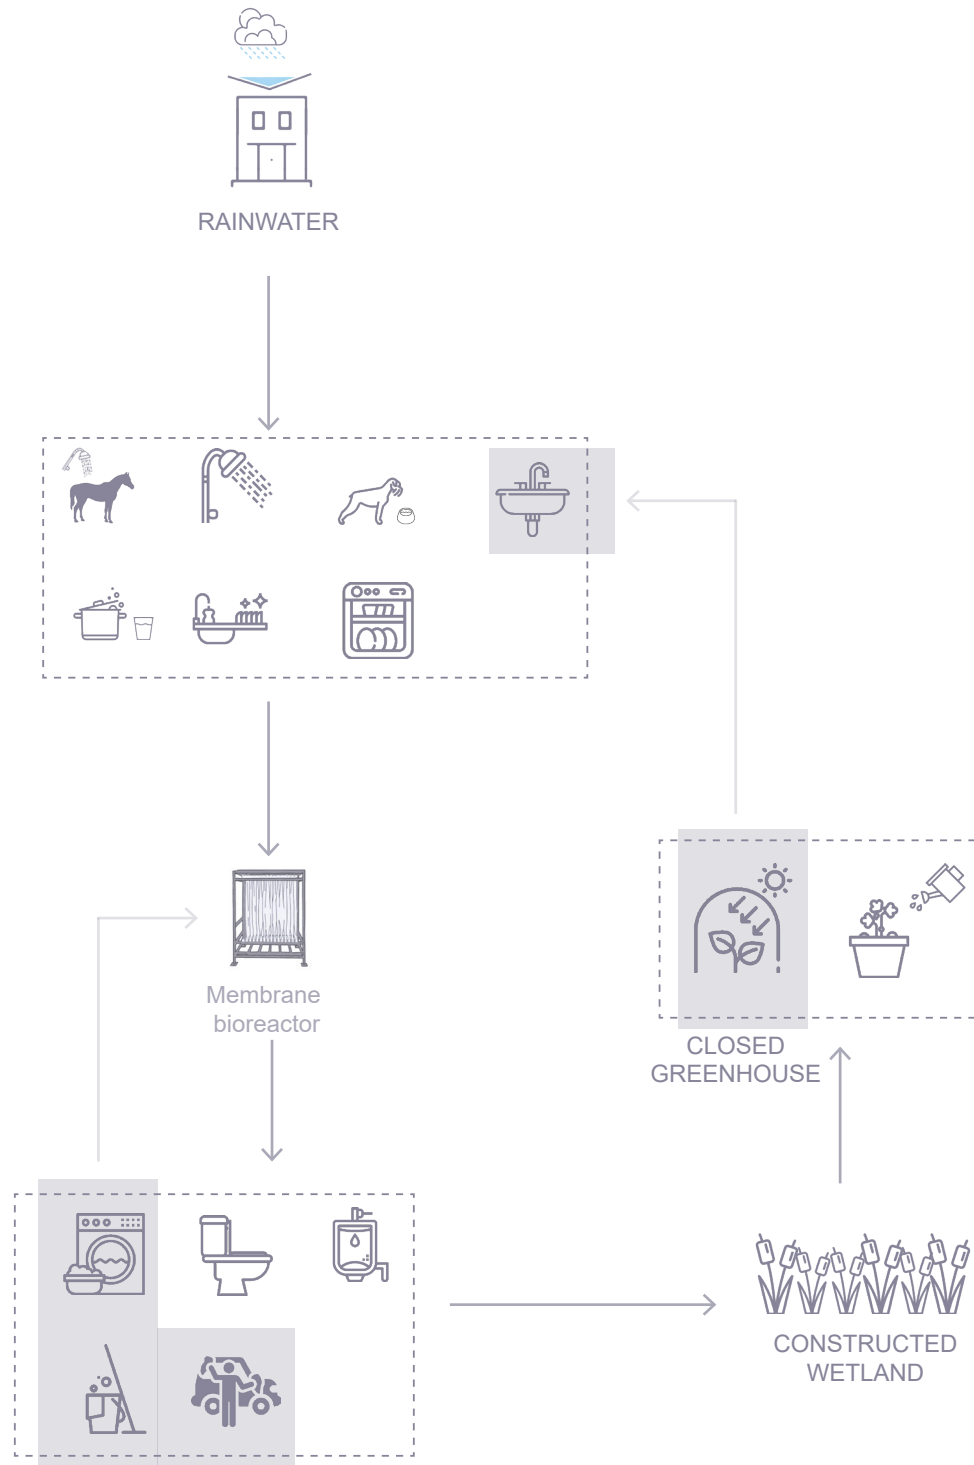 RAINWATER
Membrane
bioreactor
CLOSED
GREENHOUSE
CONSTRUCTED
WETLAND